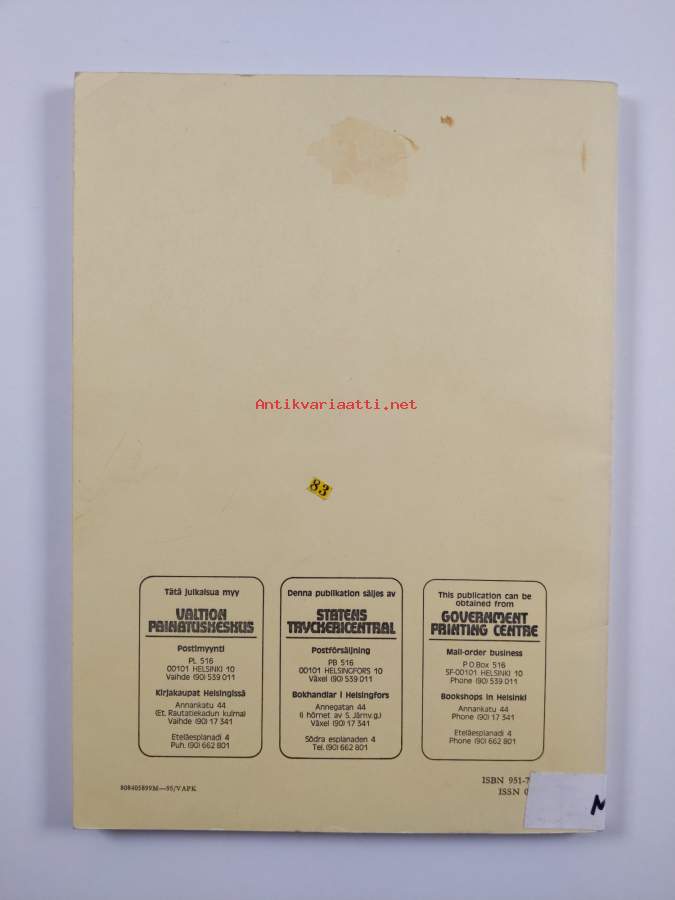 Antikvariaatti.net
83
Tätä julkaisua myy
VALTION
PAINATUSKESKUS
Postimyynti
PL 516
00101 HELSINKI 10
Vaihde (90) 539 011
Kirjakaupat Helsingissä
Annankatu 44
(Et. Rautatiekadun kulma)
Vaihde (90) 17 341
Eteläesplanadi 4
Puh. (90) 662 801
Denna publikation säljes av
STATENS
TRYCKERICENTRAL
Postförsäljning
PB 516
00101 HELSINGFORS 10
Växel (90) 539 011
Bokhandlar i Helsingfors
Annegatan 44
(i hörnet av S. Järnv.g.)
Växel (90) 17 341
Södra esplanaden 4
Tel. (90) 662 801
This publication can be
obtained from
GOVERNMENT
PRINTING CENTRE
Mail-order business
P.O.Box 516
SF-00101 HELSINKI 10
Phone (90) 539 011
Bookshops in Helsinki
Annankatu 44
Phone (90) 17 341
Eteläesplanadi 4
Phone (90) 662 801
808405899M—95/VAPK
ISBN 951-7
ISSN 0
M